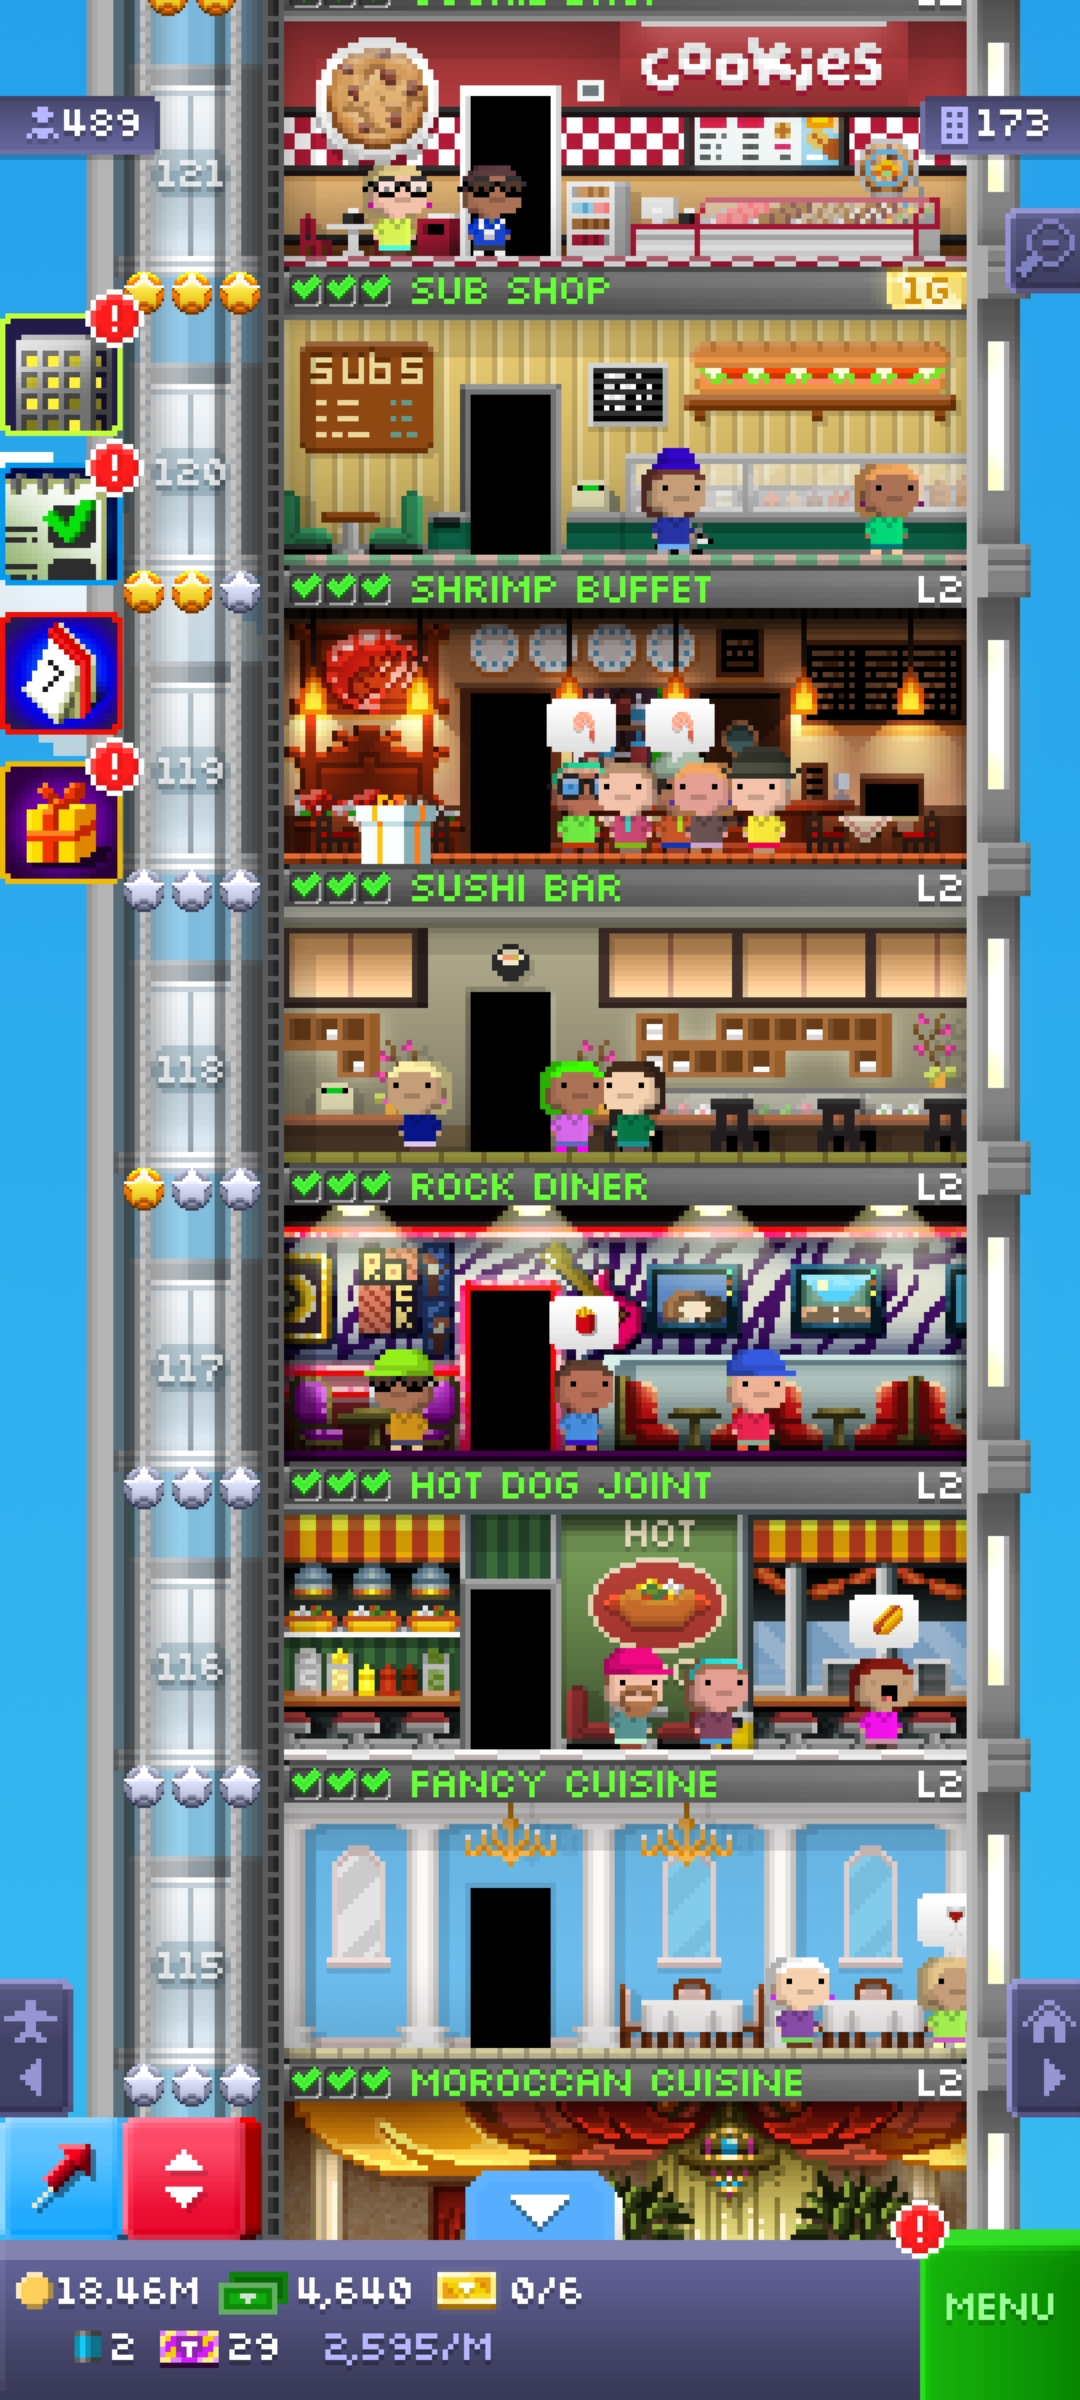 L2
COOKIES
489
173
121
SUB SHOP
1G
SUBS
120
SHRIMP BUFFET
L2
119
SUSHI BAR
L2
118
ROCK DINER
L2
ROCK
117
HOT DOG JOINT
L2
HOT
116
FANCY CUISINE
L2
115
MOROCCAN CUISINE
L2
18.46M
4,640
0/6
MENU
2
T
29
2,595/M